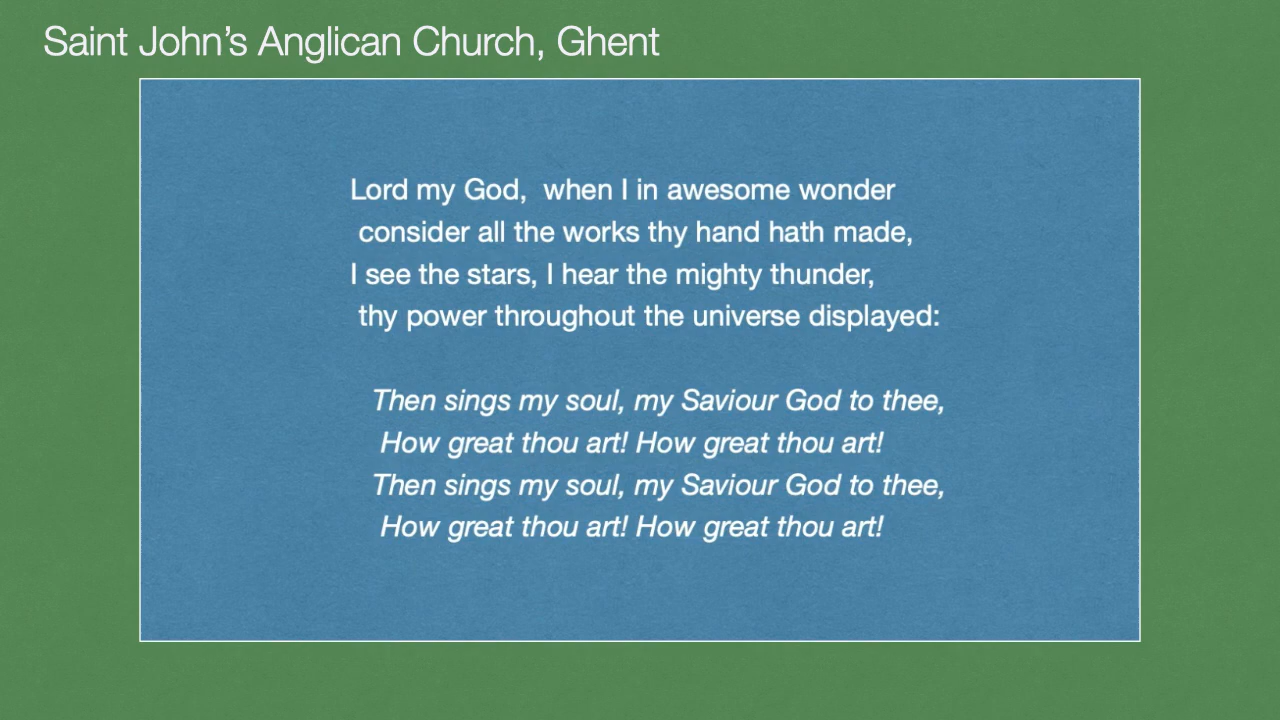 Saint John’s Anglican Church, Ghent
Lord my God, when I in awesome wonder
consider all the works thy hand hath made,
I see the stars, I hear the mighty thunder,
thy power throughout the universe displayed:
Then sings my soul, my Saviour God to thee,
How great thou art! How great thou art!
Then sings my soul, my Saviour God to thee,
How great thou art! How great thou art!